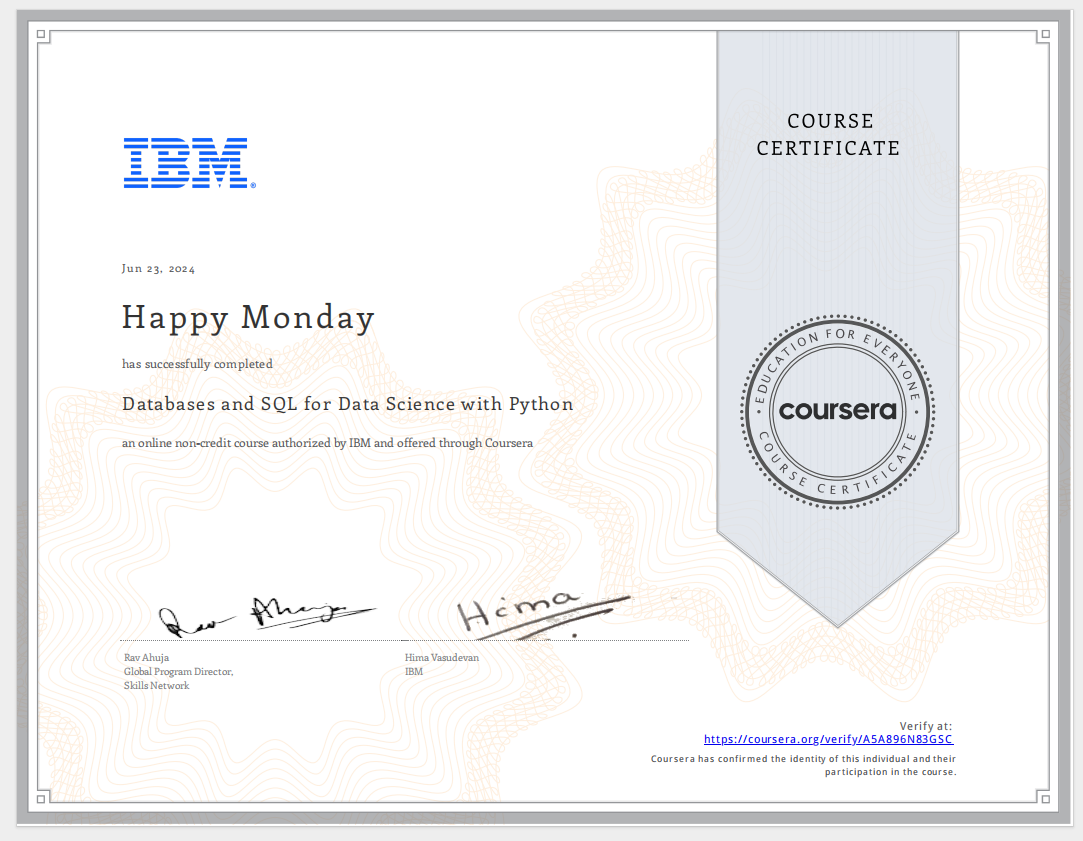 COURSE
CERTIFICATE
IBM®
Jun 23, 2024
Happy Monday
has successfully completed
Databases and SQL for Data Science with Python
an online non-credit course authorized by IBM and offered through Coursera
EDUCATION FOR EVERYONE
coursera
COURSE CERTIFICATE
Rav Ahuja
Hima
Rav Ahuja
Global Program Director,
Skills Network
Hima Vasudevan
IBM
Verify at:
https://coursera.org/verify/A5A896N83GSC
Coursera has confirmed the identity of this individual and their
participation in the course.